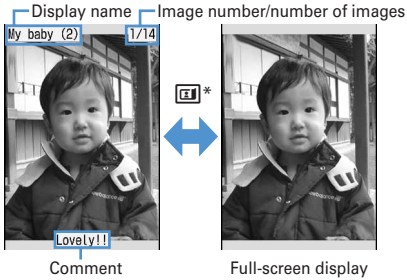 Display name
Image number/number of images
My baby (2)
1/14
*
Lovely!!
Comment
Full-screen display